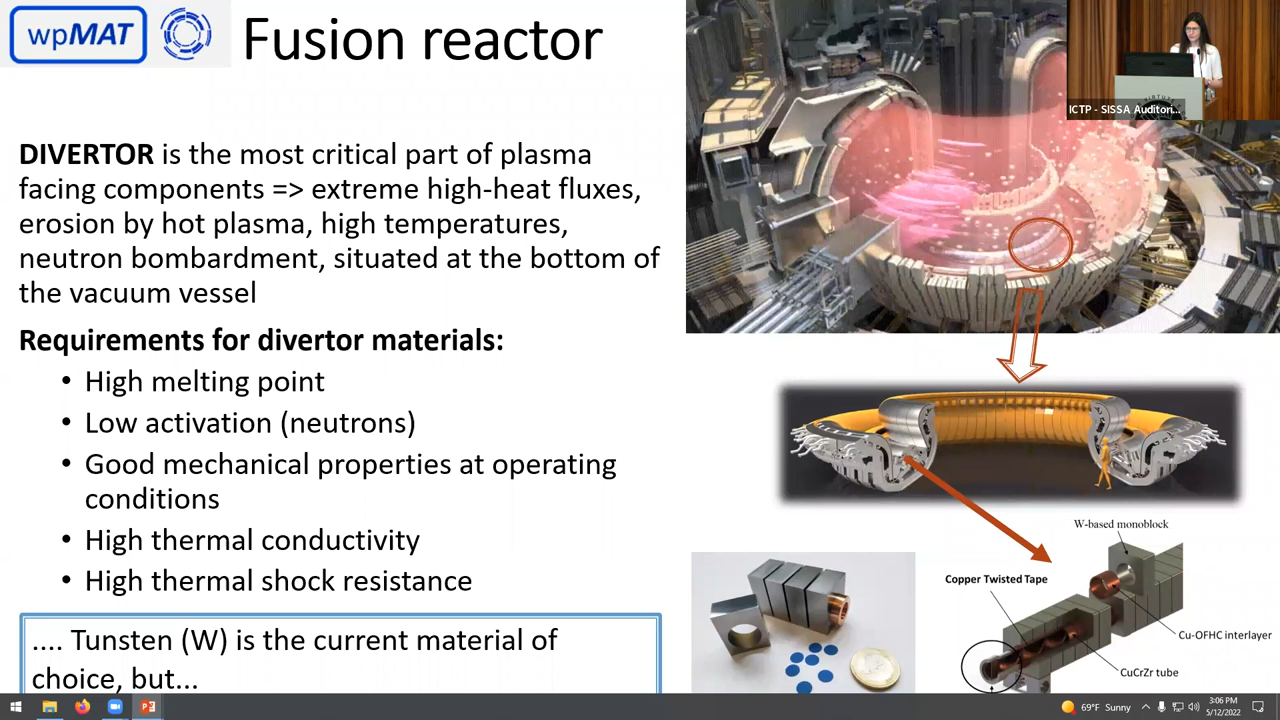 wpMAT
Fusion reactor
ICTP - SISSA Auditori...
DIVERTOR is the most critical part of plasma
facing components => extreme high-heat fluxes,
erosion by hot plasma, high temperatures,
neutron bombardment, situated at the bottom of
the vacuum vessel
Requirements for divertor materials:
• High melting point
• Low activation (neutrons)
• Good mechanical properties at operating
conditions
• High thermal conductivity
• High thermal shock resistance
.... Tunsten (W) is the current material of
choice, but...
W-based monoblock
Copper Twisted Tape
Cu-OFHC interlayer
CuCrZr tube
69°F Sunny
3:06 PM
5/12/2022